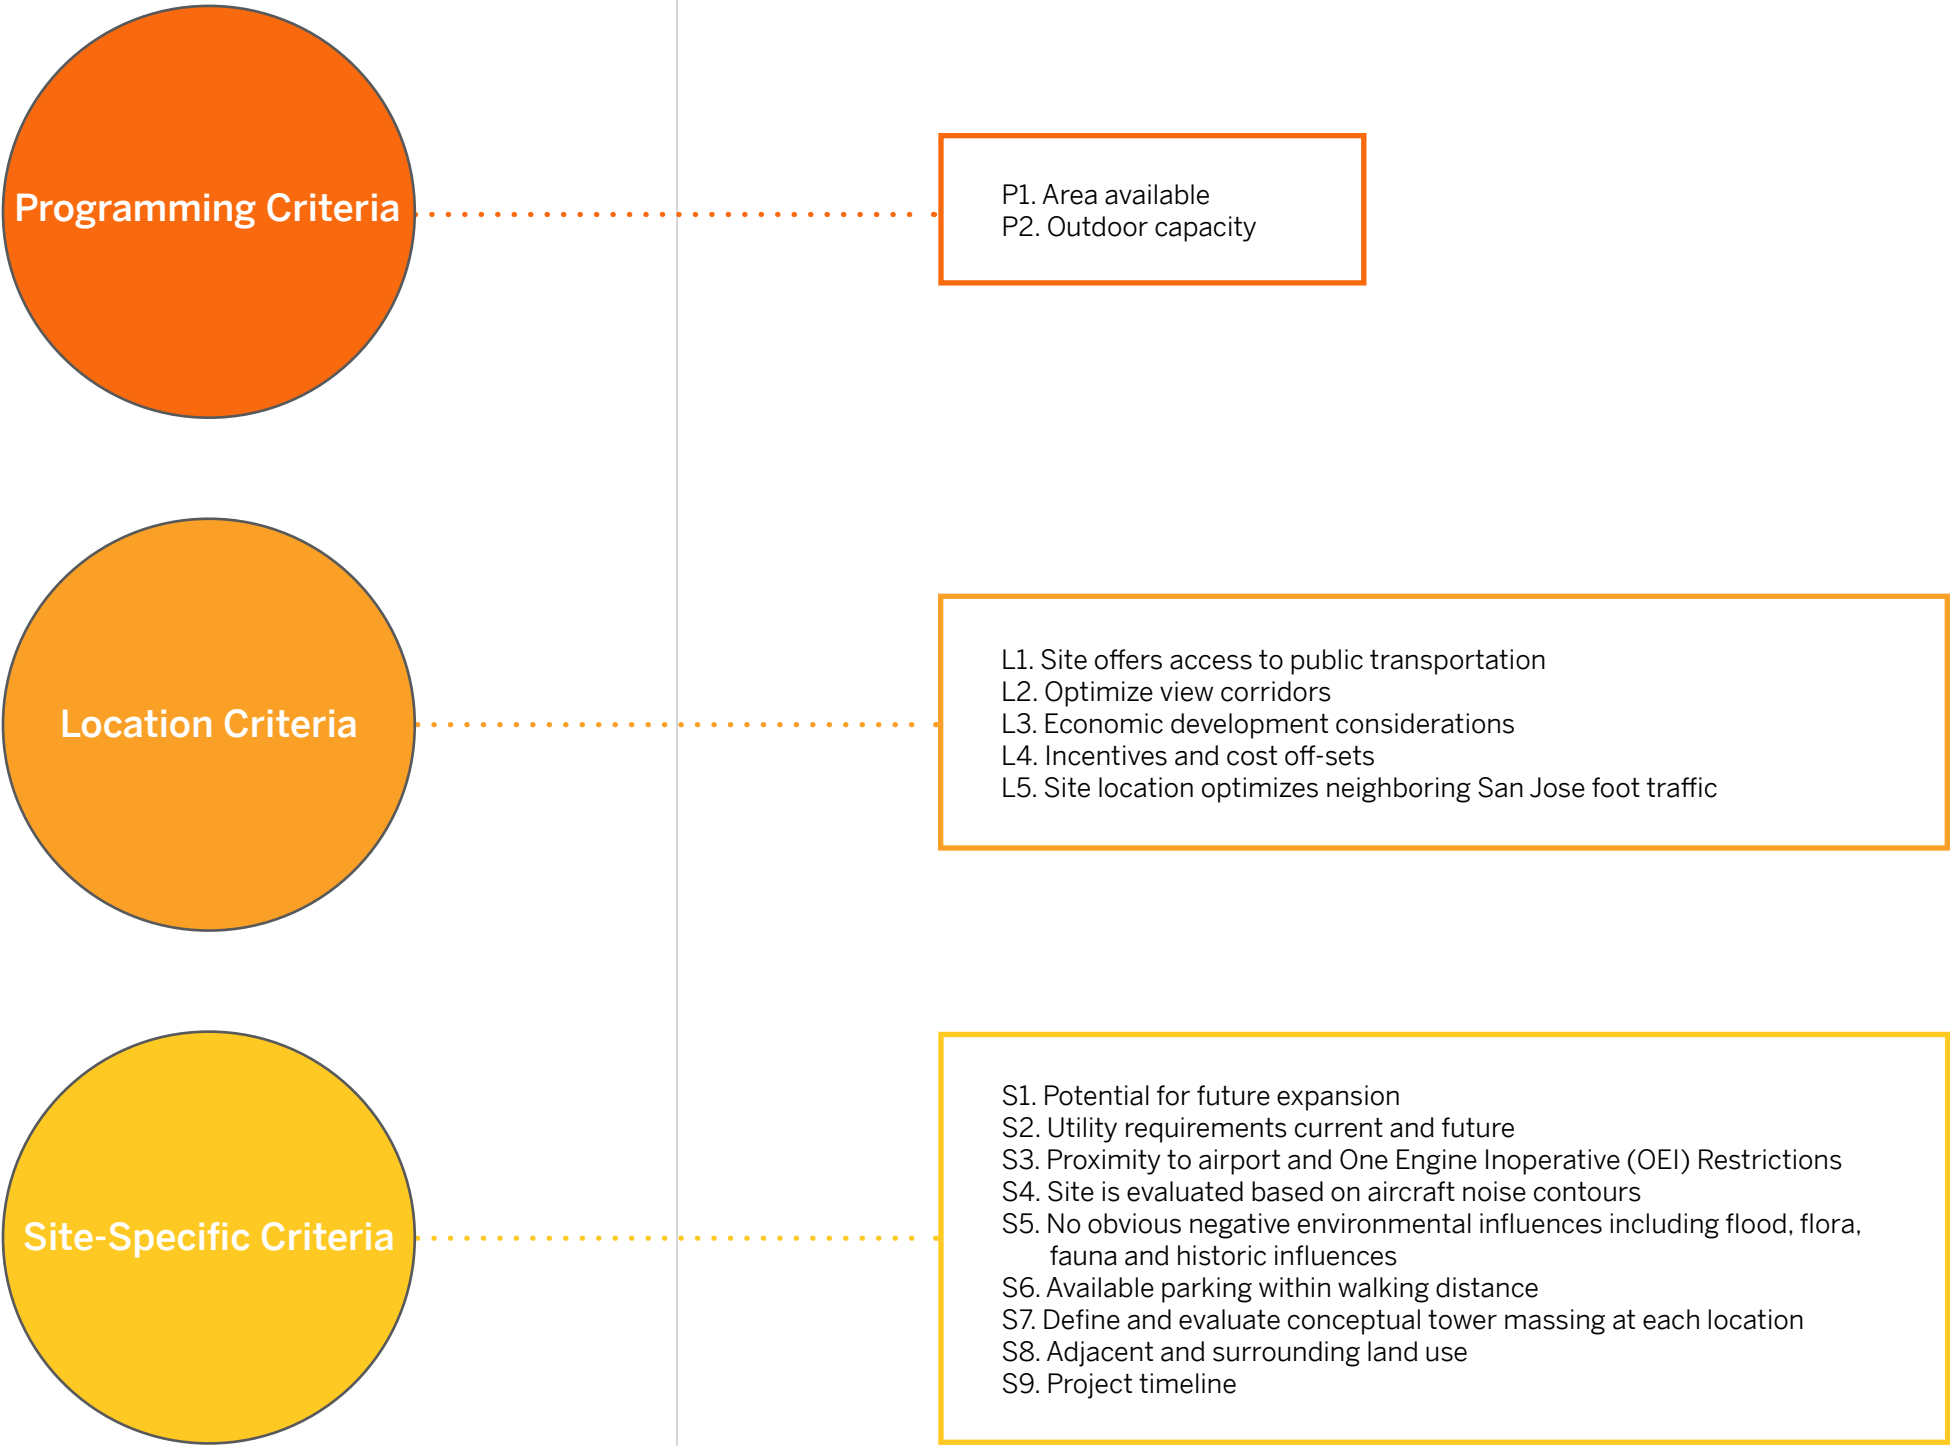 Programming Criteria
P1. Area available
P2. Outdoor capacity
Location Criteria
L1. Site offers access to public transportation
L2. Optimize view corridors
L3. Economic development considerations
L4. Incentives and cost off-sets
L5. Site location optimizes neighboring San Jose foot traffic
Site-Specific Criteria
S1. Potential for future expansion
S2. Utility requirements current and future
S3. Proximity to airport and One Engine Inoperative (OEI) Restrictions
S4. Site is evaluated based on aircraft noise contours
S5. No obvious negative environmental influences including flood, flora,
fauna and historic influences
S6. Available parking within walking distance
S7. Define and evaluate conceptual tower massing at each location
S8. Adjacent and surrounding land use
S9. Project timeline